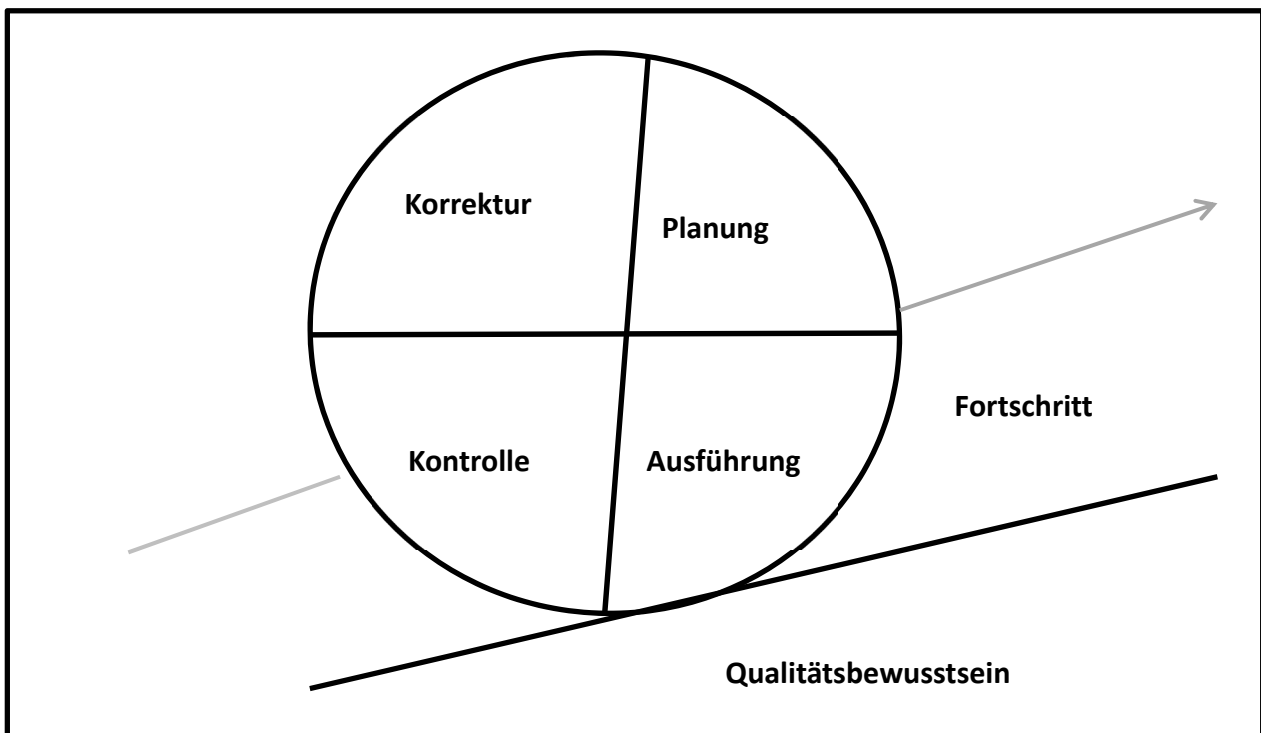 Korrektur
Planung
Kontrolle
Ausführung
Fortschritt
Qualitätsbewusstsein